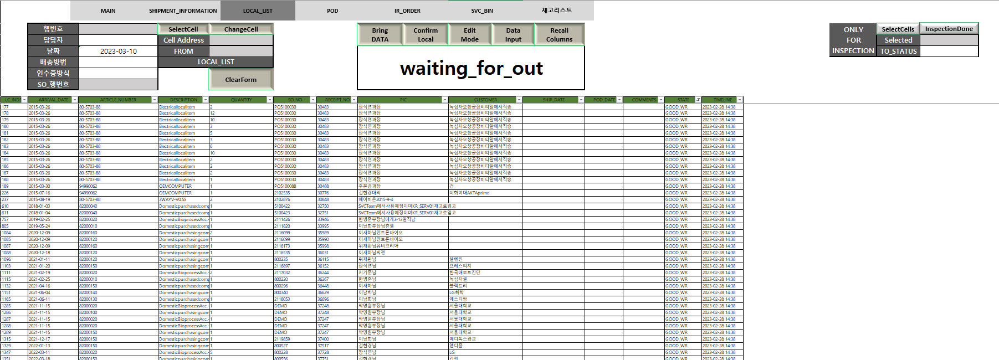 MAIN SHIPMENT_INFORMATION LOCAL_LIST POD IR_ORDER SVC_BIN 재고리스트
행번호 SelectCell ChangeCell
담당자 Cell Address
날짜 2023-03-10 FROM
배송방법 LOCAL_LIST
인수증방식 ClearForm
SO_행번호
Bring DATA Confirm Local Edit Mode Data Input Recall Columns
waiting_for_out
ONLY SelectCells InspectionDone
FOR Selected
INSPECTION TO_STATUS
LC_INDE ARRIVAL_DATE ARTICLE_NUMBER DESCRIPTION QUANTITY SO_NO RECEIPT_NO PIC CUSTOMER SHIP_DATE POD_DATE COMMENTS STATE TIMELINE
177 2015-03-26 80-5703-88 Electricallocalitem 2 PO5100030 30483 장식연과장 녹십자오창공장비티알에서직송 GOOD_WR 2023-02-28 14:38
178 2015-03-26 80-5703-88 Electricallocalitem 12 PO5100030 30483 장식연과장 녹십자오창공장비티알에서직송 GOOD_WR 2023-02-28 14:38
179 2015-03-26 80-5703-88 Electricallocalitem 10 PO5100030 30483 장식연과장 녹십자오창공장비티알에서직송 GOOD_WR 2023-02-28 14:38
180 2015-03-26 80-5703-88 Electricallocalitem 3 PO5100030 30483 장식연과장 녹십자오창공장비티알에서직송 GOOD_WR 2023-02-28 14:38
181 2015-03-26 80-5703-88 Electricallocalitem 5 PO5100030 30483 장식연과장 녹십자오창공장비티알에서직송 GOOD_WR 2023-02-28 14:38
182 2015-03-26 80-5703-88 Electricallocalitem 3 PO5100030 30483 장식연과장 녹십자오창공장비티알에서직송 GOOD_WR 2023-02-28 14:38
183 2015-03-26 80-5703-88 Electricallocalitem 6 PO5100030 30483 장식연과장 녹십자오창공장비티알에서직송 GOOD_WR 2023-02-28 14:38
184 2015-03-26 80-5703-88 Electricallocalitem 10 PO5100030 30483 장식연과장 녹십자오창공장비티알에서직송 GOOD_WR 2023-02-28 14:38
185 2015-03-26 80-5703-88 Electricallocalitem 2 PO5100030 30483 장식연과장 녹십자오창공장비티알에서직송 GOOD_WR 2023-02-28 14:38
186 2015-03-26 80-5703-88 Electricallocalitem 2 PO5100030 30483 장식연과장 녹십자오창공장비티알에서직송 GOOD_WR 2023-02-28 14:38
187 2015-03-26 80-5703-88 Electricallocalitem 2 PO5100030 30483 장식연과장 녹십자오창공장비티알에서직송 GOOD_WR 2023-02-28 14:38
188 2015-03-26 80-5703-88 Electricallocalitem 1 PO5100030 30483 장식연과장 녹십자오창공장비티알에서직송 GOOD_WR 2023-02-28 14:38
189 2015-03-30 94990062 OEMCOMPUTER 1 PO5100088 30488 주문경과장 건 GOOD_WR 2023-02-28 14:38
226 2015-07-16 94990062 OEMCOMPUTER 1 2102535 30776 김현경대리 이화여대AKTAprime GOOD_WR 2023-02-28 14:38
237 2015-08-19 80-5703-88 3WAYV-V0.5S 2 2102876 30848 에이비온2015-9-4 GOOD_WR 2023-02-28 14:38
610 2018-01-03 82000040 Domesticpurchasedcomp 1 5100422 32750 SVCTeam에서사용예정이며KR_SERV01재고로입고 GOOD_WR 2023-02-28 14:38
611 2018-01-04 82000040 Domesticpurchasedcomp 1 5100423 32751 SVCTeam에서사용예정이며KR_SERV01재고로입고 GOOD_WR 2023-02-28 14:38
757 2019-02-25 82000020 DomesticBioprocessAcc. 1 2111426 33946 한병준부장님에게3-13일직납 GOOD_WR 2023-02-28 14:38
805 2019-05-24 82000010 Domesticpurchasedcomp 1 2111820 33995 이남희부장님휴젤 GOOD_WR 2023-02-28 14:38
1084 2020-12-09 82000160 Domesticpurchasingcom 2 2116099 35989 이새하님인트론바이오 GOOD_WR 2023-02-28 14:38
1085 2020-12-09 82000120 Domesticpurchasingcom 1 2116099 35990 이새하님인트론바이오 GOOD_WR 2023-02-28 14:38
1087 2020-12-09 82000160 Domesticpurchasingcom 1 2116173 35998 위재완님유비코리아 GOOD_WR 2023-02-28 14:38
1088 2020-12-18 82000120 Domesticpurchasingcom 1 2116535 36031 이새하님씨젠 GOOD_WR 2023-02-28 14:38
1096 2021-01-11 82000120 Domesticpurchasingcom 1 800235 36115 위재완님 셀렌진 GOOD_WR 2023-02-28 14:38
1103 2021-01-20 82000150 Domesticpurchasingcom 1 2116897 36152 장식연님 프레스티지 GOOD_WR 2023-02-28 14:38
1111 2021-02-19 82000020 DomesticBioprocessAcc. 2 2117032 36244 지기준님 한국애보트진단 GOOD_WR 2023-02-28 14:38
1115 2021-02-25 82000010 Domesticpurchasedcomp 1 800220 36267 한병준님 녹십자셀 GOOD_WR 2023-02-28 14:38
1132 2021-04-16 82000150 Domesticpurchasingcom 1 800296 36448 이새하님 블랙트리 GOOD_WR 2023-02-28 14:38
1151 2021-06-04 82000140 Domesticpurchasingcom 1 800340 36629 이남희님 LG화학 GOOD_WR 2023-02-28 14:38
1165 2021-06-11 82000130 Domesticpurchasedcomp 1 2118053 36696 이남희님 에스티팜 GOOD_WR 2023-02-28 14:38
1285 2021-11-15 82000020 DomesticBioprocessAcc. 1 DEMO 37248 박명원부장님 서울대학교 GOOD_WR 2023-02-28 14:38
1286 2021-11-15 82000100 Domesticpurchasingcom 1 DEMO 37248 박명원부장님 서울대학교 GOOD_WR 2023-02-28 14:38
1287 2021-11-15 82000020 DomesticBioprocessAcc. 1 DEMO 37247 박명원부장님 서울대학교 GOOD_WR 2023-02-28 14:38
1288 2021-11-15 82000020 DomesticBioprocessAcc. 1 DEMO 37247 박명원부장님 서울대학교 GOOD_WR 2023-02-28 14:38
1289 2021-11-15 82000150 Domesticpurchasingcom 1 DEMO 37247 박명원부장님 서울대학교 GOOD_WR 2023-02-28 14:38
1315 2021-12-17 82000150 Domesticpurchasingcom 1 2119859 37400 이남희님 메디톡스광교 GOOD_WR 2023-02-28 14:38
1329 2022-01-13 82000150 Domesticpurchasingcom 1 800527 37517 김현경님 엠디뮨 GOOD_WR 2023-02-28 14:38
1347 2022-03-11 82000020 DomesticBioprocessAcc. 5 800228 37728 장식연님 LG GOOD_WR 2023-02-28 14:38
1351 2022-03-18 82000150 Domesticpurchasingcom 1 800556 37751 김현경님 칸젠 GOOD_WR 2023-02-28 14:38